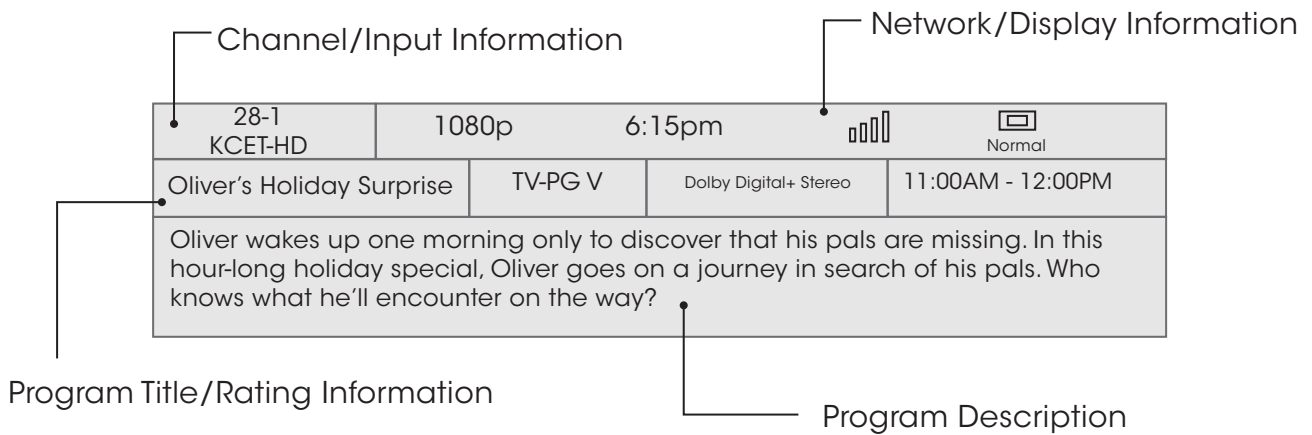 Channel/Input Information
Network/Display Information
28-1
KCET-HD
1080p
6:15pm
Normal
Oliver's Holiday Surprise
TV-PG V
Dolby Digital+ Stereo
11:00AM - 12:00PM
Oliver wakes up one morning only to discover that his pals are missing. In this
hour-long holiday special, Oliver goes on a journey in search of his pals. Who
knows what he'll encounter on the way?
Program Title/Rating Information
Program Description